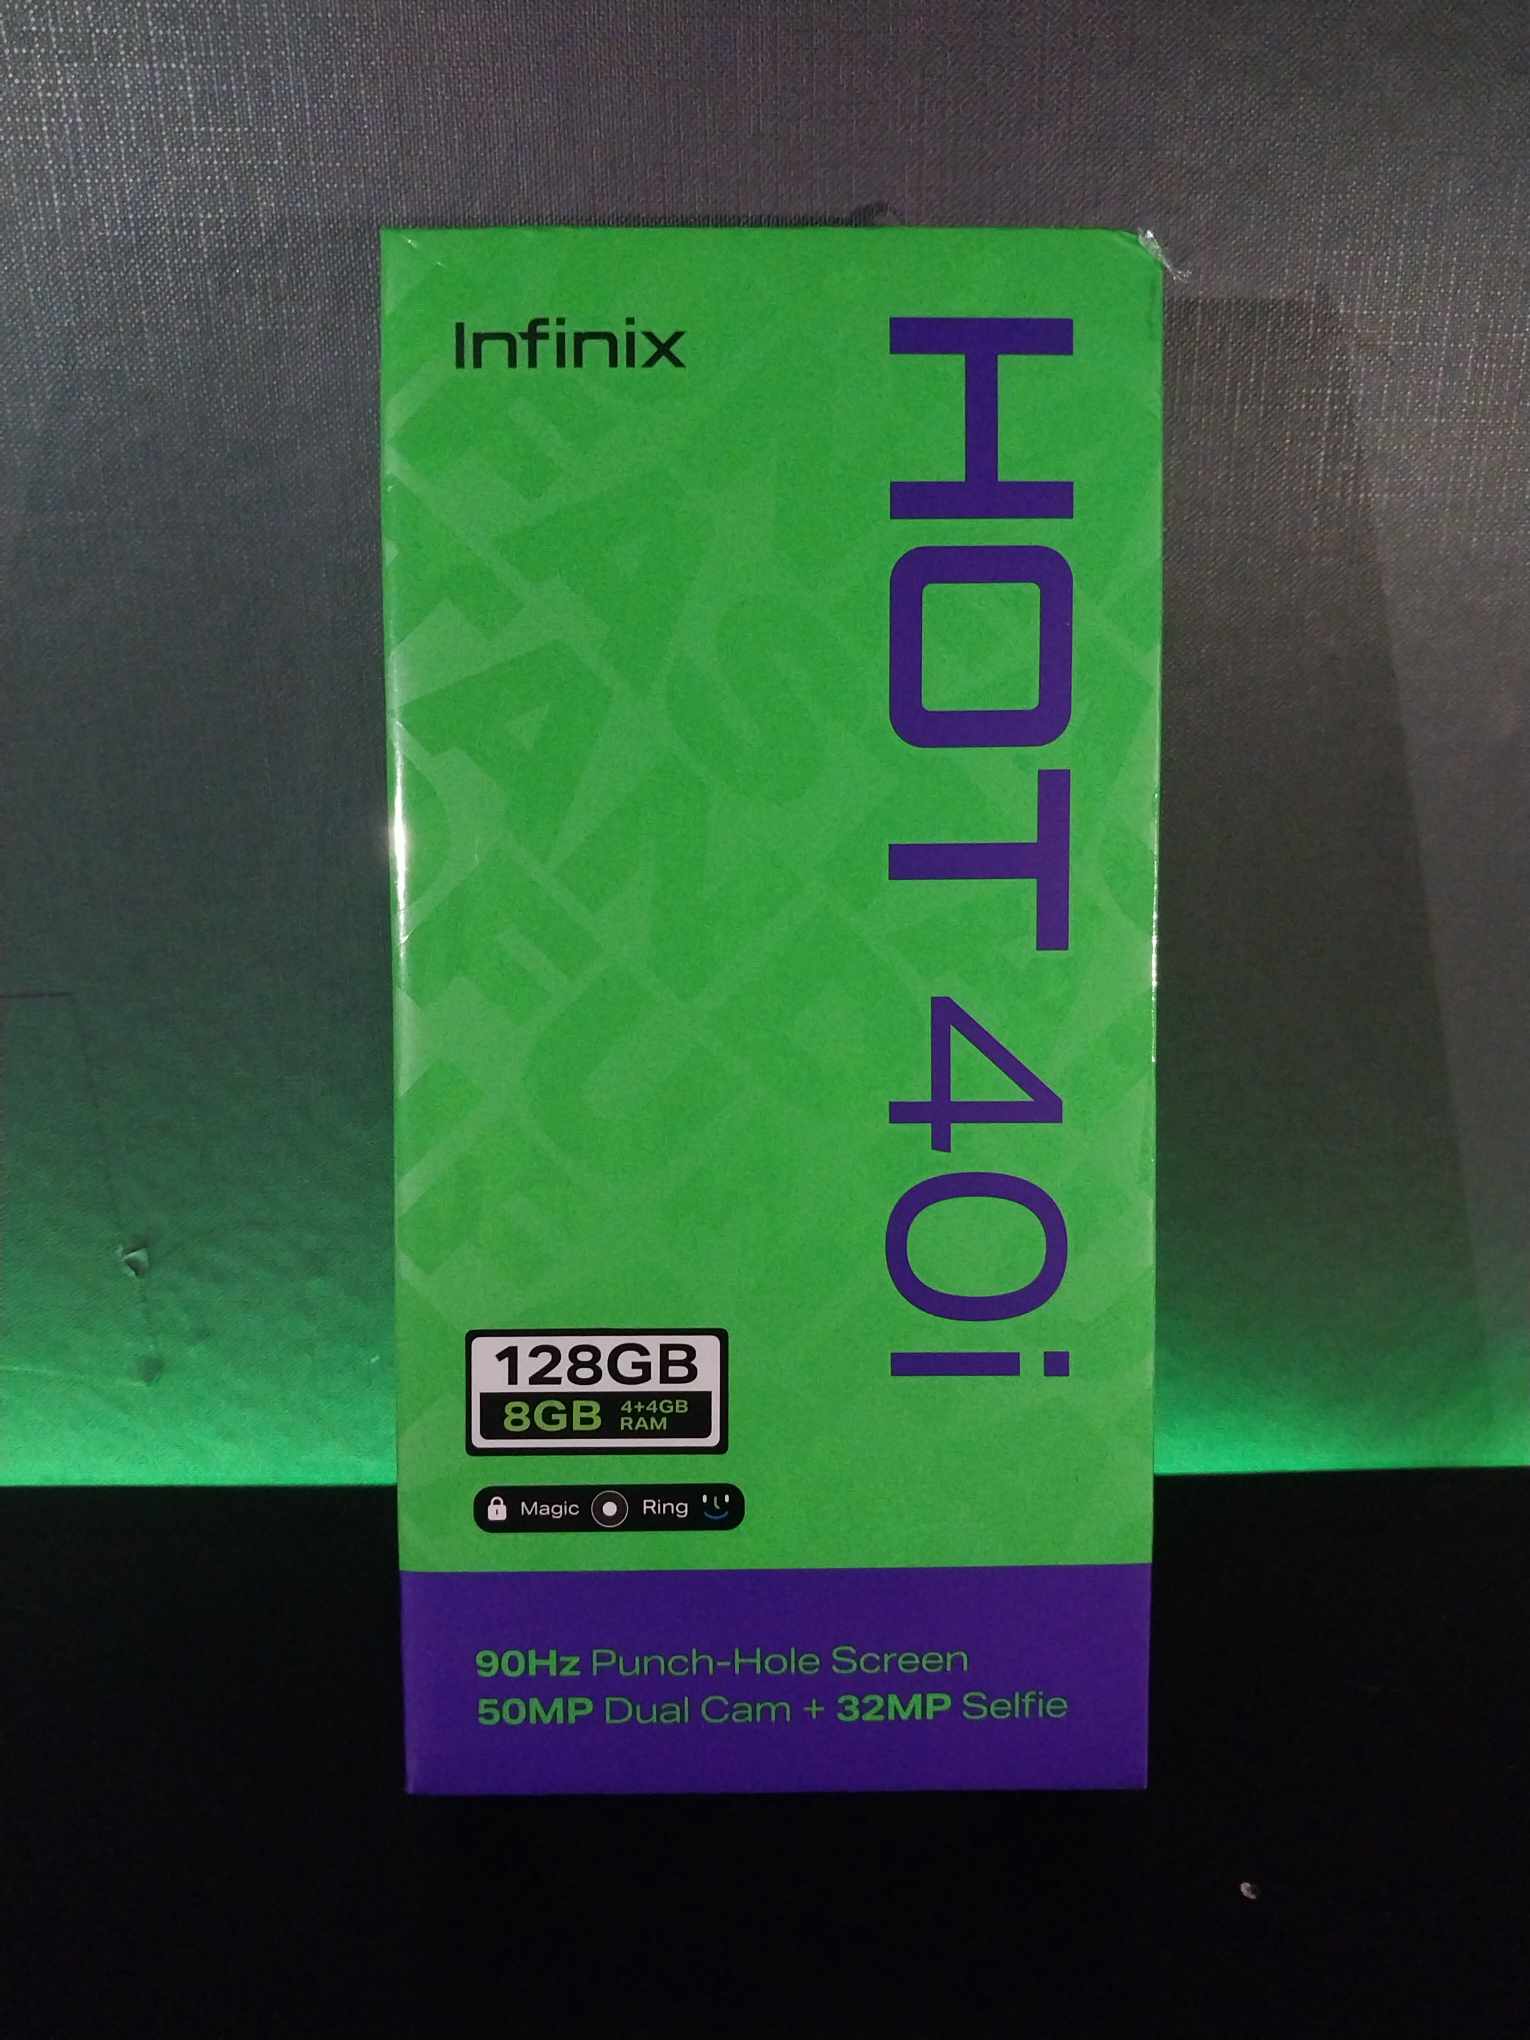 Infinix
HOT 40i
128GB
8GB 4+4GB
RAM
Magic Ring
90Hz Punch-Hole Screen
50MP Dual Cam + 32MP Selfie